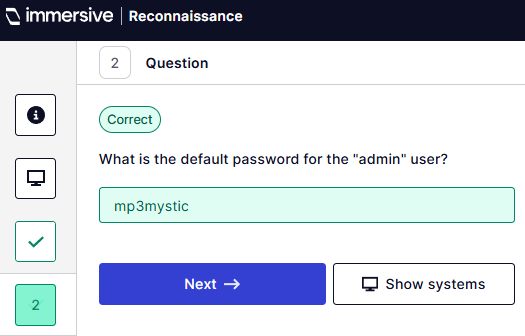 immersive | Reconnaissance
2 Question
Correct
What is the default password for the "admin" user?
mp3mystic
Next →
Show systems
2